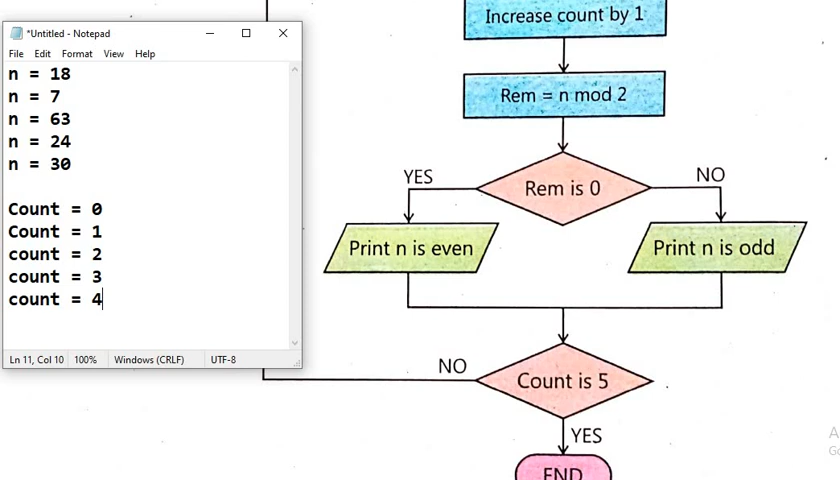 *Untitled - Notepad
File Edit Format View Help
n = 18
n = 7
n = 63
n = 24
n = 30
Count = 0
Count = 1
count = 2
count = 3
count = 4
Ln 11, Col 10 100% Windows (CRLF) UTF-8
Increase count by 1
Rem = n mod 2
YES
Rem is 0
NO
Print n is even
Print n is odd
NO
Count is 5
YES
END